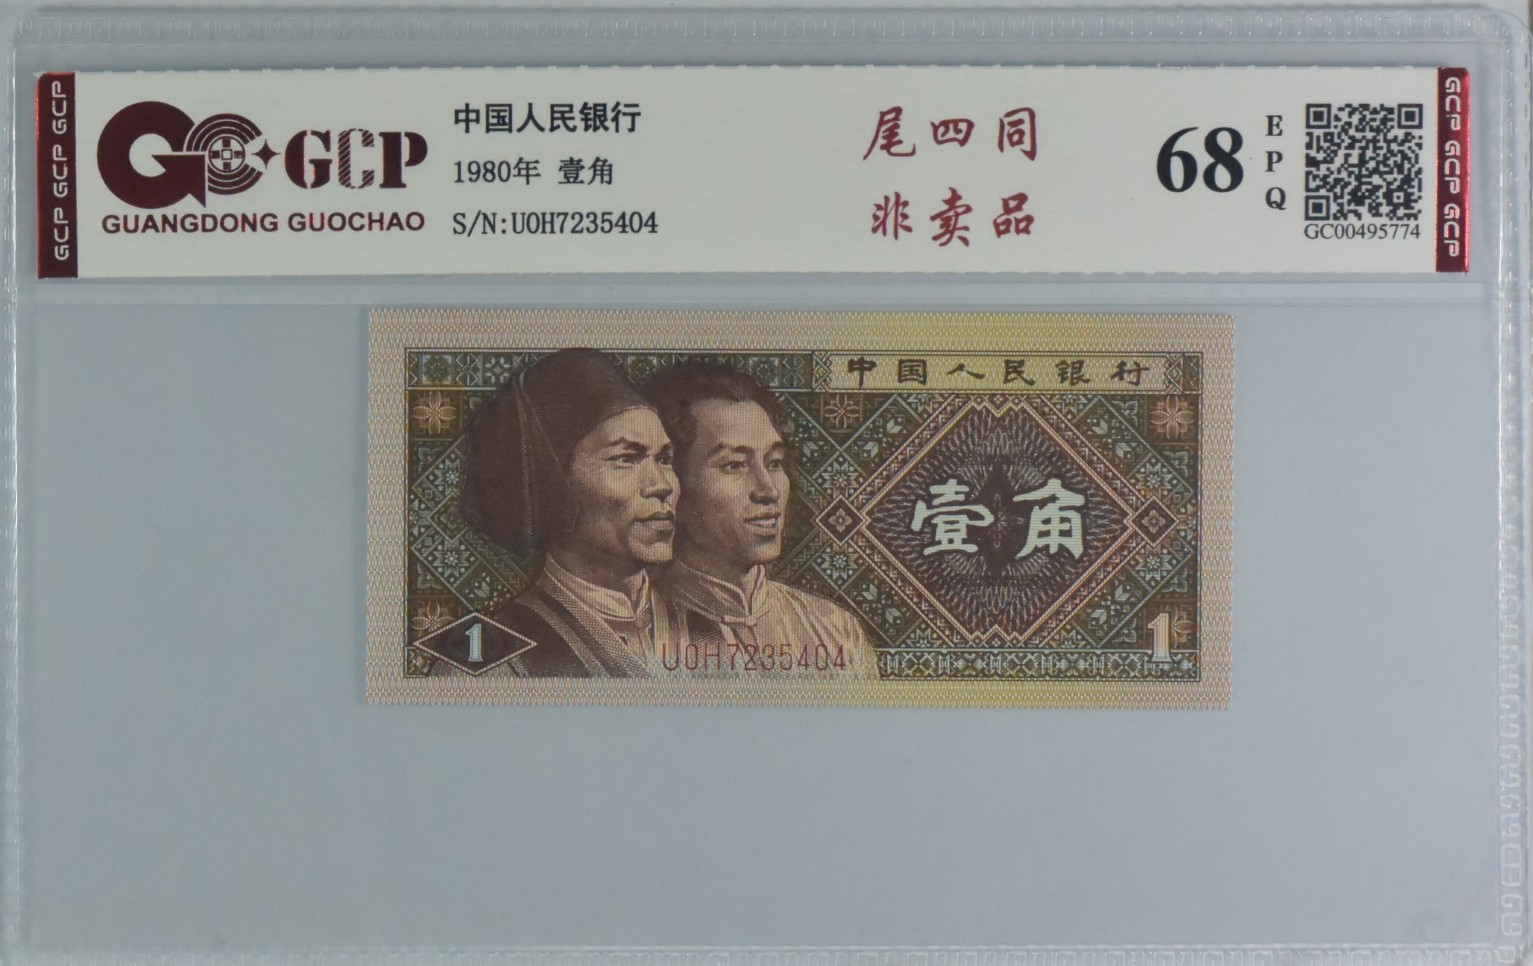 GCP GCP GCP
GCP
GUANGDONG GUOCHAO
中国人民银行
1980年 壹角
S/N:U0H7235404
尾四同
非卖品
68
EPQ
GC00495774
GCP GCP GCP
中国人民银行
壹角
1
U0H7235404
1